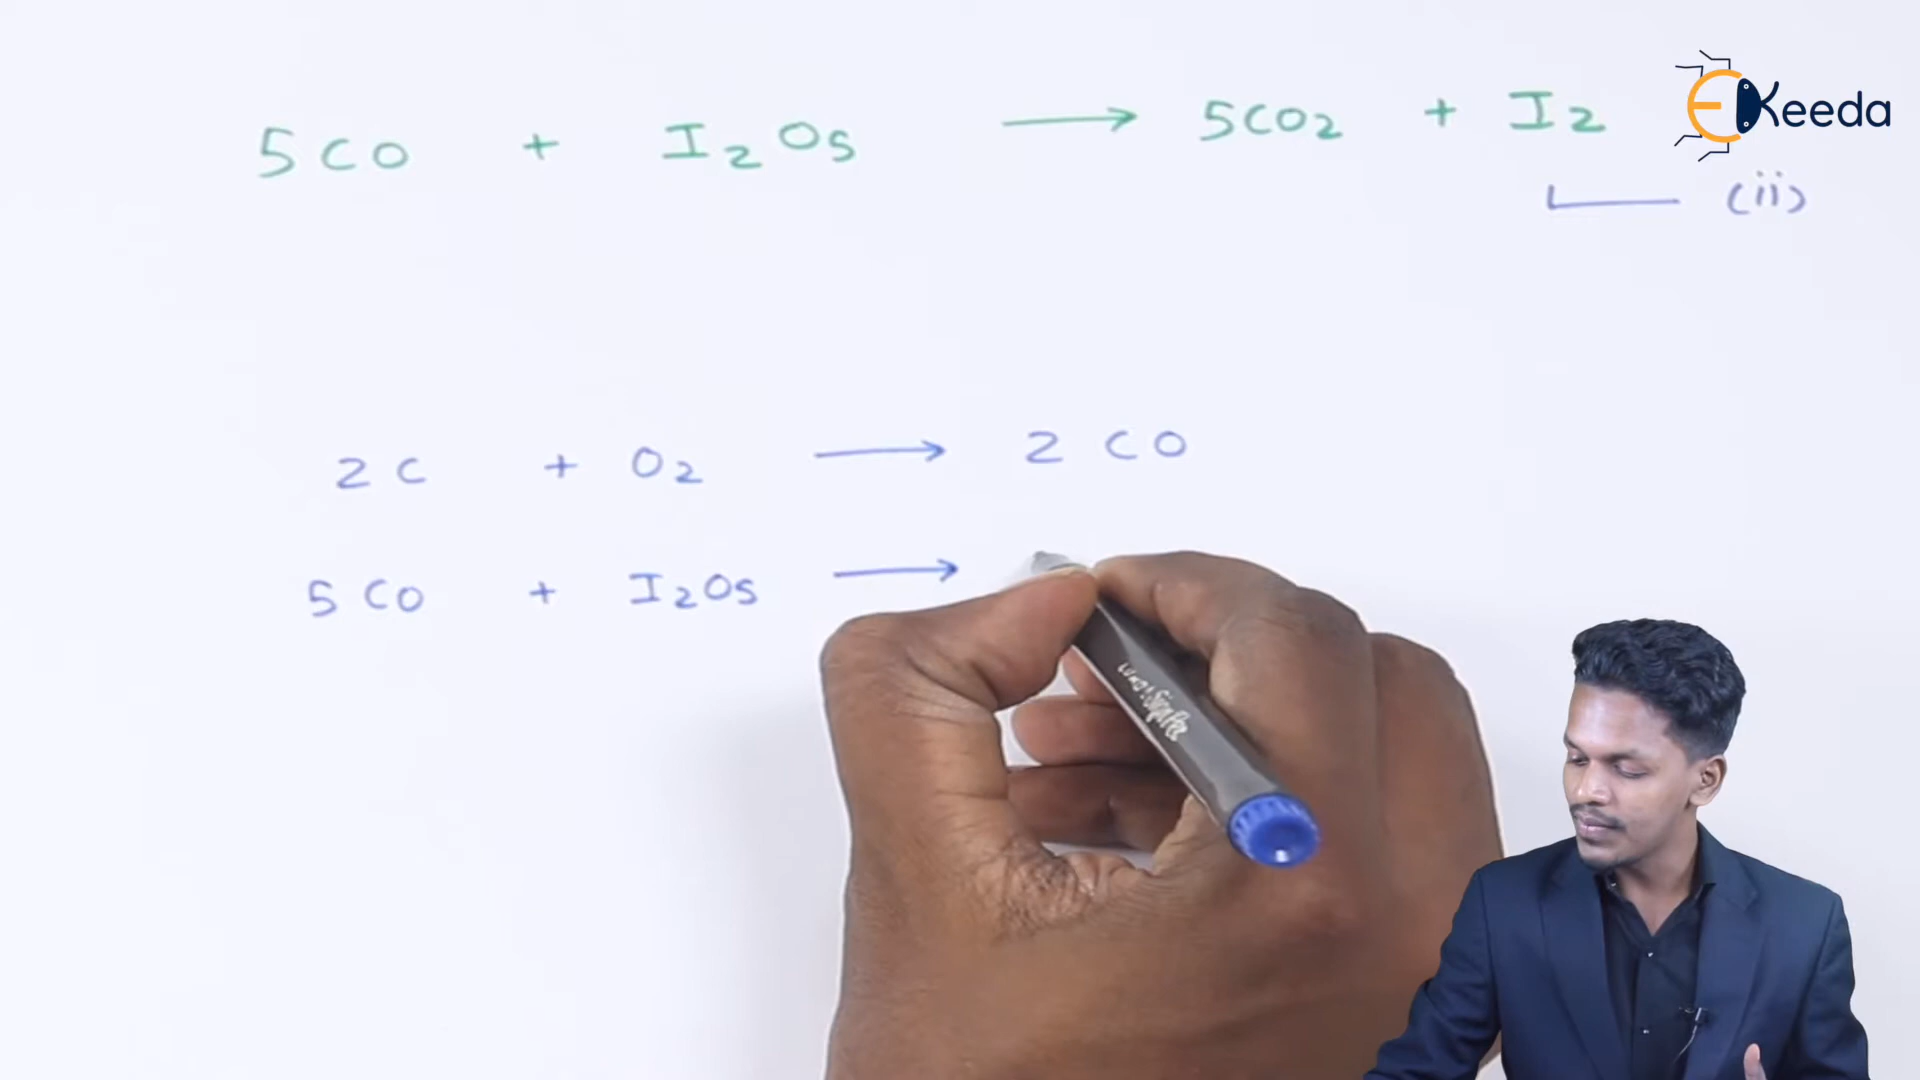 5CO + I2O5 ⟶ 5CO2 + I2
Keeda
(ii)
2C + O2 ⟶ 2CO
5CO + I2O5 ⟶